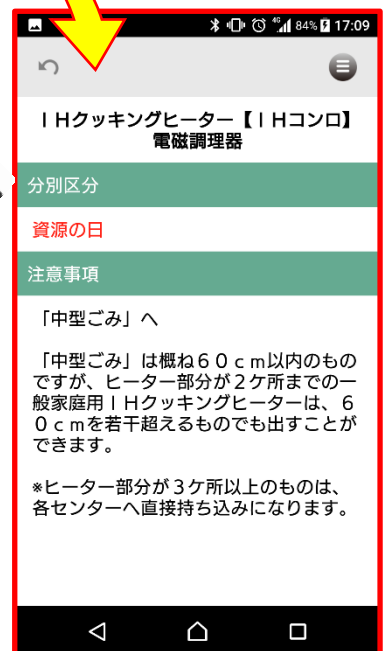 84% 17:09
IHクッキングヒーター【IHコンロ】
電磁調理器
分別区分
資源の日
注意事項
「中型ごみ」へ
「中型ごみ」は概ね60cm以内のもの
ですが、ヒーター部分が2ケ所までの一
般家庭用IHクッキングヒーターは、6
0cmを若干超えるものでも出すことが
できます。
*ヒーター部分が3ケ所以上のものは、
各センターへ直接持ち込みになります。